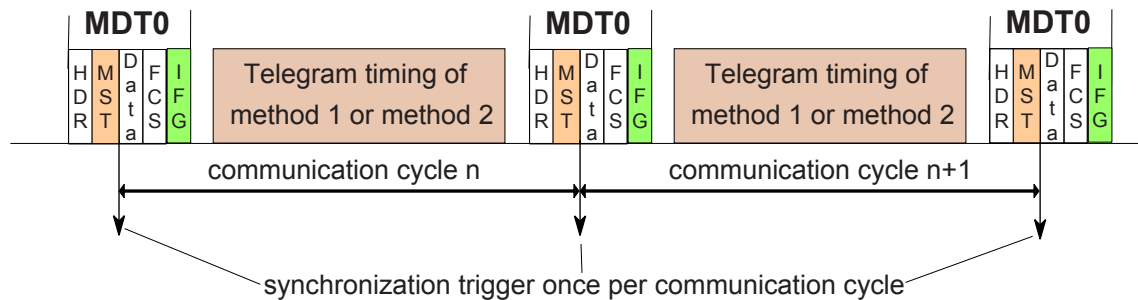 MDT0 MDT0 MDT0
HDR MST Data FCS IFG Telegram timing of HDR MST Data FCS IFG Telegram timing of HDR MST Data FCS IFG
method 1 or method 2 method 1 or method 2
communication cycle n communication cycle n+1
synchronization trigger once per communication cycle